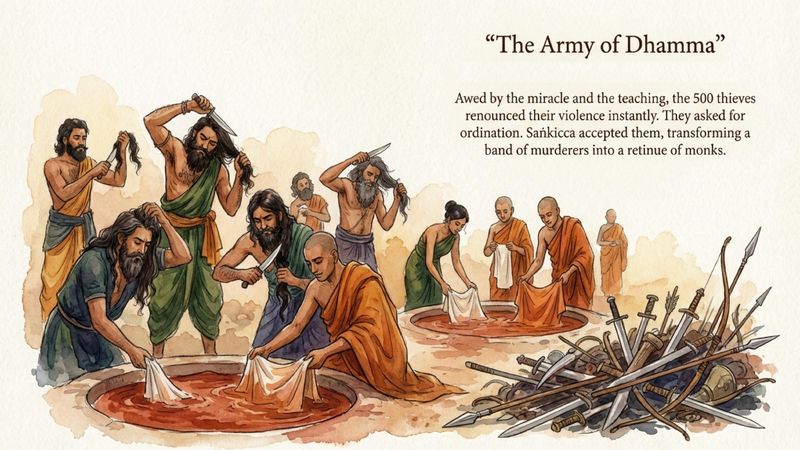 “The Army of Dhamma”
Awed by the miracle and the teaching, the 500 thieves
renounced their violence instantly. They asked for
ordination. Saṅkicca accepted them, transforming a
band of murderers into a retinue of monks.